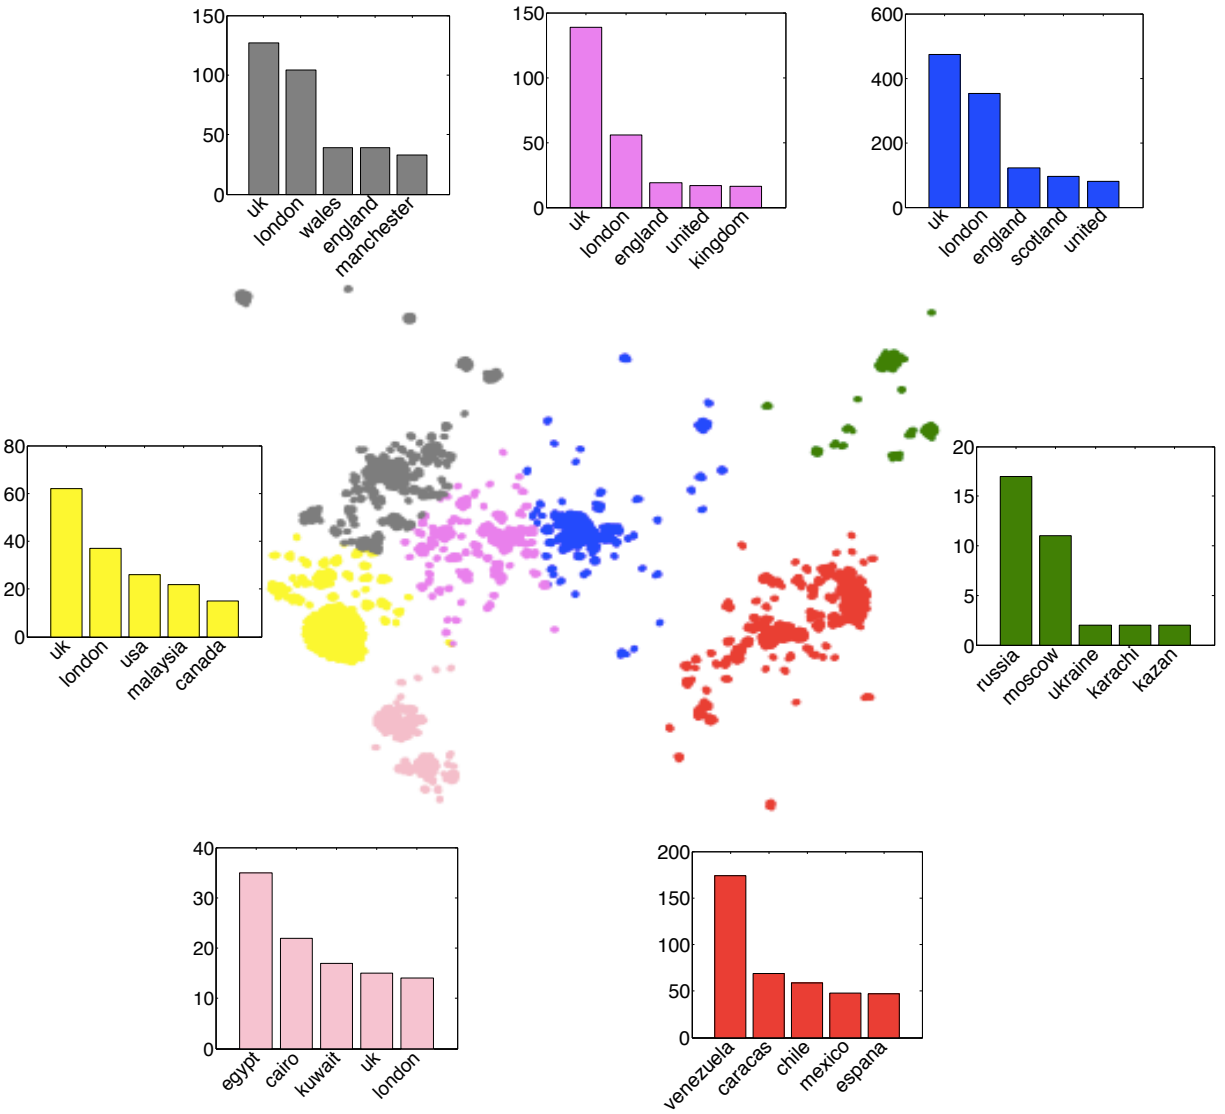 150
100
50
0
uk
london
wales
england
manchester
150
100
50
0
uk
london
england
united
kingdom
600
400
200
0
uk
london
england
scotland
united
80
60
40
20
0
uk
london
usa
malaysia
canada
20
15
10
5
0
russia
moscow
ukraine
karachi
kazan
40
30
20
10
0
egypt
cairo
kuwait
uk
london
200
150
100
50
0
venezuela
caracas
chile
mexico
espana